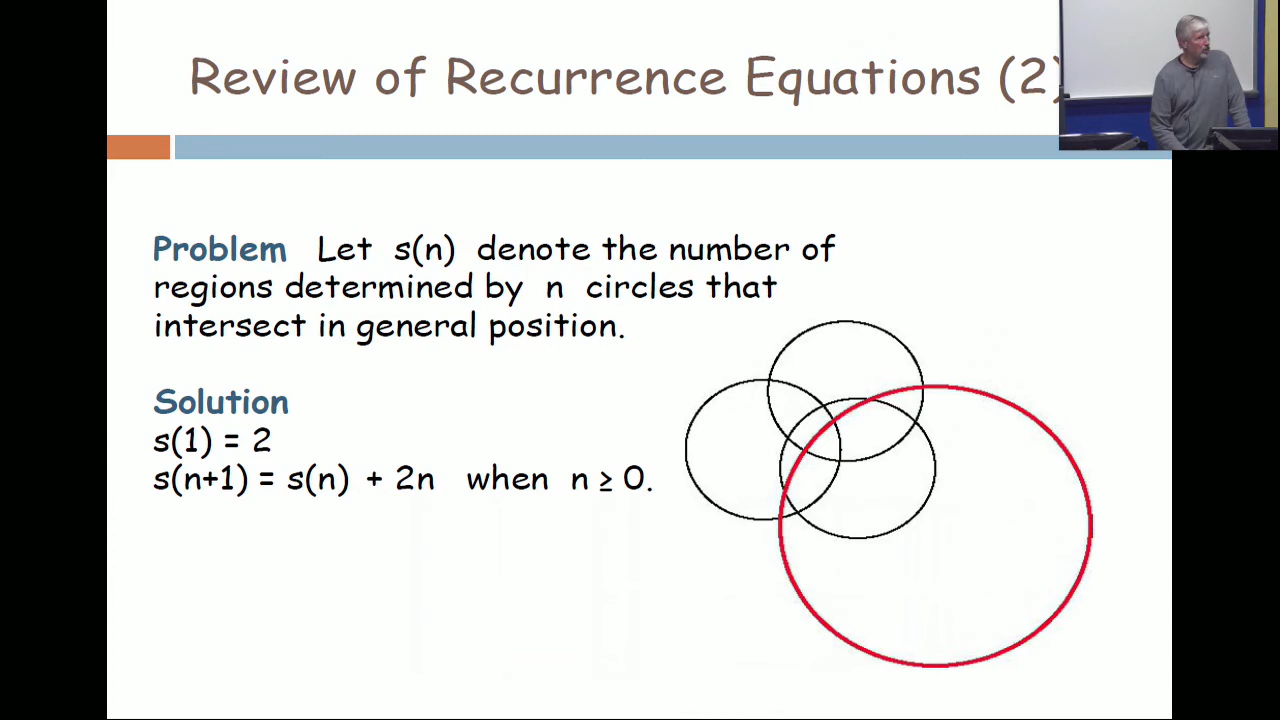 Review of Recurrence Equations (2)
Problem Let s(n) denote the number of
regions determined by n circles that
intersect in general position.
Solution
s(1) = 2
s(n+1) = s(n) + 2n when n ≥ 0.